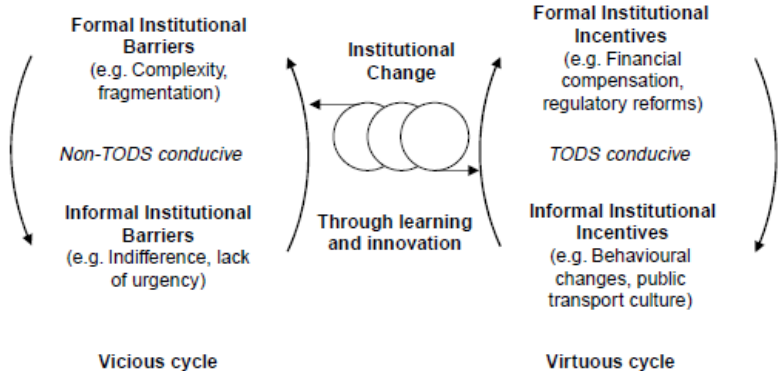 Formal Institutional
Barriers
(e.g. Complexity,
fragmentation)
Non-TODS conducive
Informal Institutional
Barriers
(e.g. Indifference, lack
of urgency)
Vicious cycle
Institutional
Change
Through learning
and innovation
Formal Institutional
Incentives
(e.g. Financial
compensation,
regulatory reforms)
TODS conducive
Informal Institutional
Incentives
(e.g. Behavioural
changes, public
transport culture)
Virtuous cycle